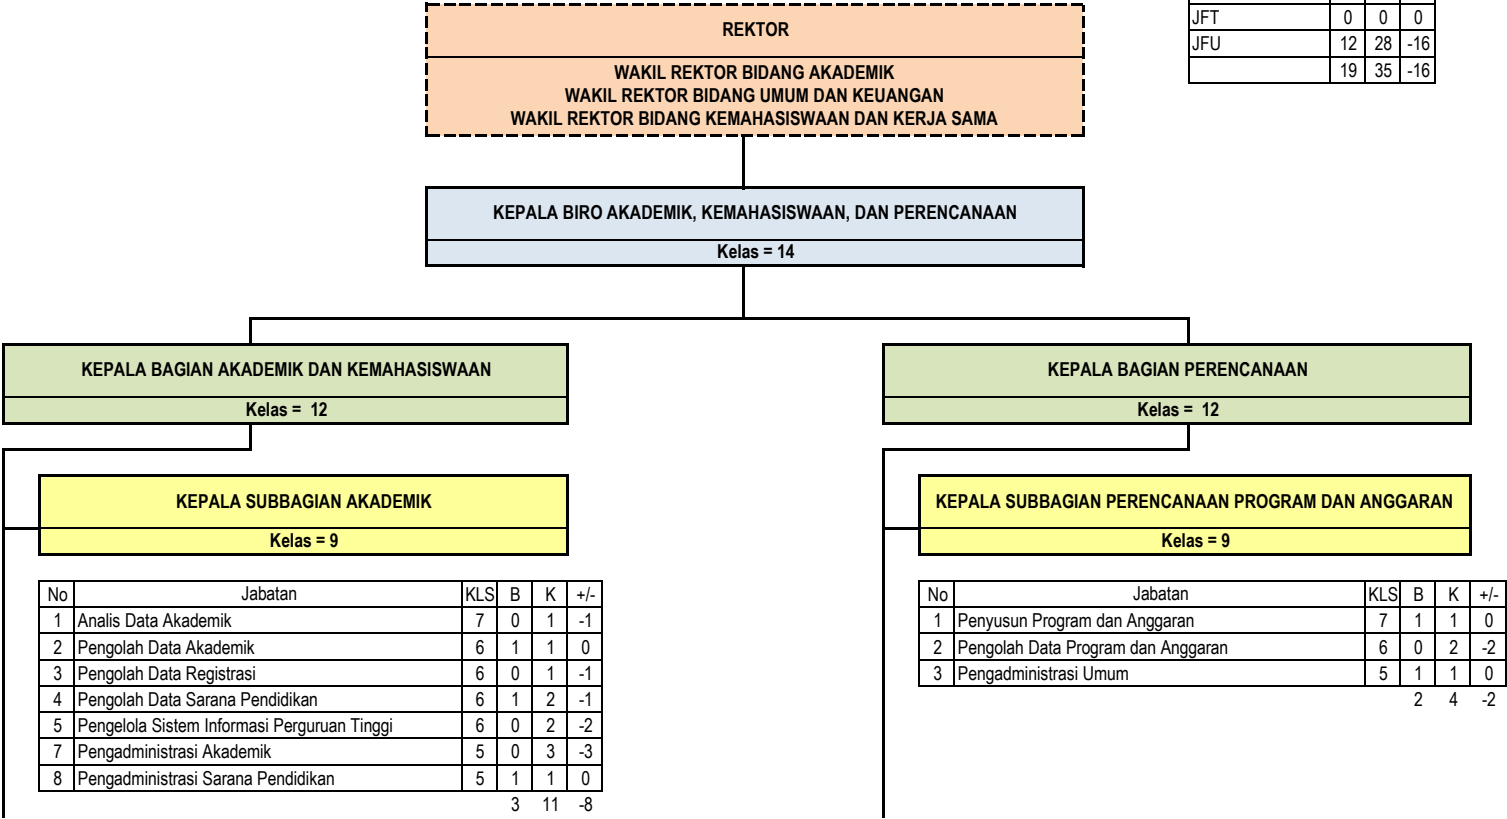 JFT 0 0 0
JFU 12 28 -16
19 35 -16
REKTOR
WAKIL REKTOR BIDANG AKADEMIK
WAKIL REKTOR BIDANG UMUM DAN KEUANGAN
WAKIL REKTOR BIDANG KEMAHASISWAAN DAN KERJA SAMA
KEPALA BIRO AKADEMIK, KEMAHASISWAAN, DAN PERENCANAAN
Kelas = 14
KEPALA BAGIAN AKADEMIK DAN KEMAHASISWAAN
Kelas = 12
KEPALA SUBBAGIAN AKADEMIK
Kelas = 9
No Jabatan KLS B K +/-
1 Analis Data Akademik 7 0 1 -1
2 Pengolah Data Akademik 6 1 1 0
3 Pengolah Data Registrasi 6 0 1 -1
4 Pengolah Data Sarana Pendidikan 6 1 2 -1
5 Pengelola Sistem Informasi Perguruan Tinggi 6 0 2 -2
7 Pengadministrasi Akademik 5 0 3 -3
8 Pengadministrasi Sarana Pendidikan 5 1 1 0
3 11 -8
KEPALA BAGIAN PERENCANAAN
Kelas = 12
KEPALA SUBBAGIAN PERENCANAAN PROGRAM DAN ANGGARAN
Kelas = 9
No Jabatan KLS B K +/-
1 Penyusun Program dan Anggaran 7 1 1 0
2 Pengolah Data Program dan Anggaran 6 0 2 -2
3 Pengadministrasi Umum 5 1 1 0
2 4 -2